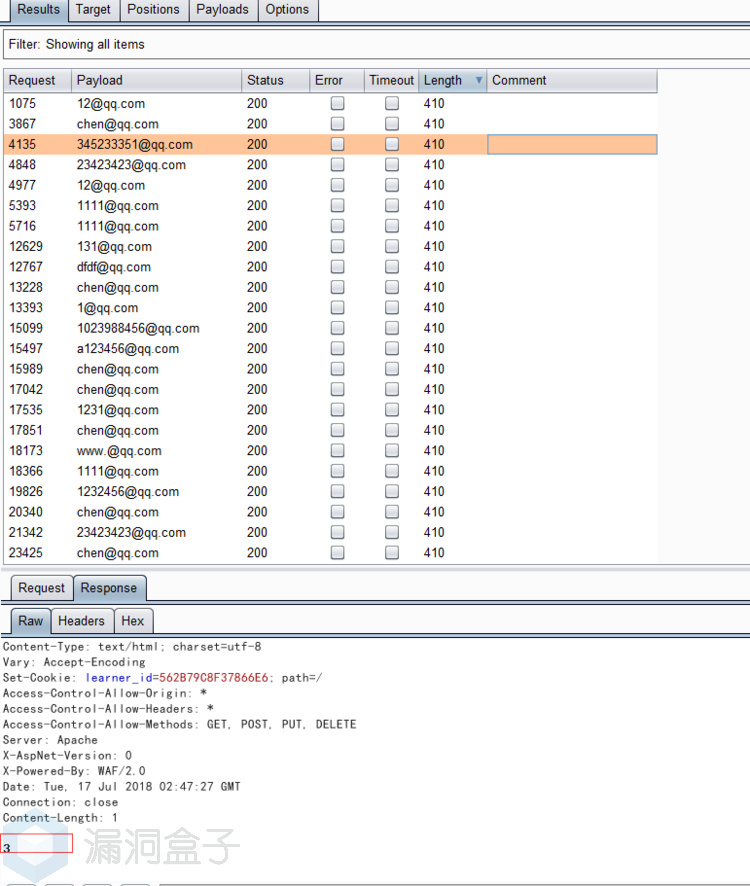 Results Target Positions Payloads Options
Filter: Showing all items
Request Payload Status Error Timeout Length Comment
1075 12@qq.com 200 410
3867 chen@qq.com 200 410
4135 345233351@qq.com 200 410
4848 23423423@qq.com 200 410
4977 12@qq.com 200 410
5393 1111@qq.com 200 410
5716 1111@qq.com 200 410
12629 131@qq.com 200 410
12767 dfdf@qq.com 200 410
13228 chen@qq.com 200 410
13393 1@qq.com 200 410
15099 1023988456@qq.com 200 410
15497 a123456@qq.com 200 410
15989 chen@qq.com 200 410
17042 chen@qq.com 200 410
17535 1231@qq.com 200 410
17851 chen@qq.com 200 410
18173 www.@qq.com 200 410
18366 1111@qq.com 200 410
19826 1232456@qq.com 200 410
20340 chen@qq.com 200 410
21342 23423423@qq.com 200 410
23425 chen@qq.com 200 410
Request Response
Raw Headers Hex
Content-Type: text/html; charset=utf-8
Vary: Accept-Encoding
Set-Cookie: learner_id=562B79C8F37866E6; path=/
Access-Control-Allow-Origin: *
Access-Control-Allow-Headers: *
Access-Control-Allow-Methods: GET, POST, PUT, DELETE
Server: Apache
X-AspNet-Version: 0
X-Powered-By: WAF/2.0
Date: Tue, 17 Jul 2018 02:47:27 GMT
Connection: close
Content-Length: 1
3
漏洞盒子